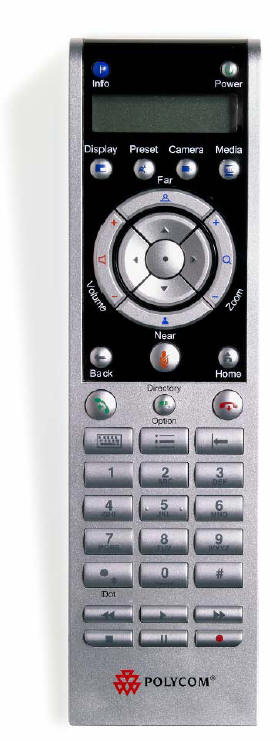 Info Power
Display Preset Camera Media
Far
Volume Zoom
Near
Back Home
Directory
Option
1 2 3
ABC DEF
4 5 6
GHI JKL MNO
7 8 9
PQRS TUV WXYZ
. * 0 #
Dot
POLYCOM®